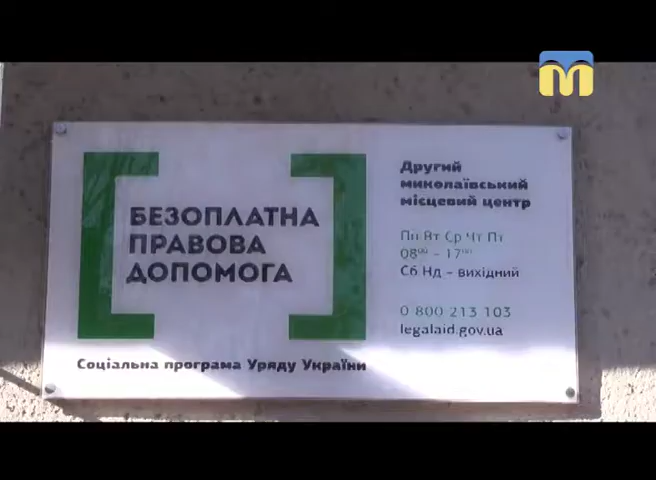 М
БЕЗОПЛАТНА
ПРАВОВА
ДОПОМОГА
Соціальна програма Уряду України
Другий
миколаївський
місцевий центр
Пн Вт Ср Чт Пт
08⁰⁰ – 17⁰⁰
Сб Нд – вихідний
0 800 213 103
legalaid.gov.ua